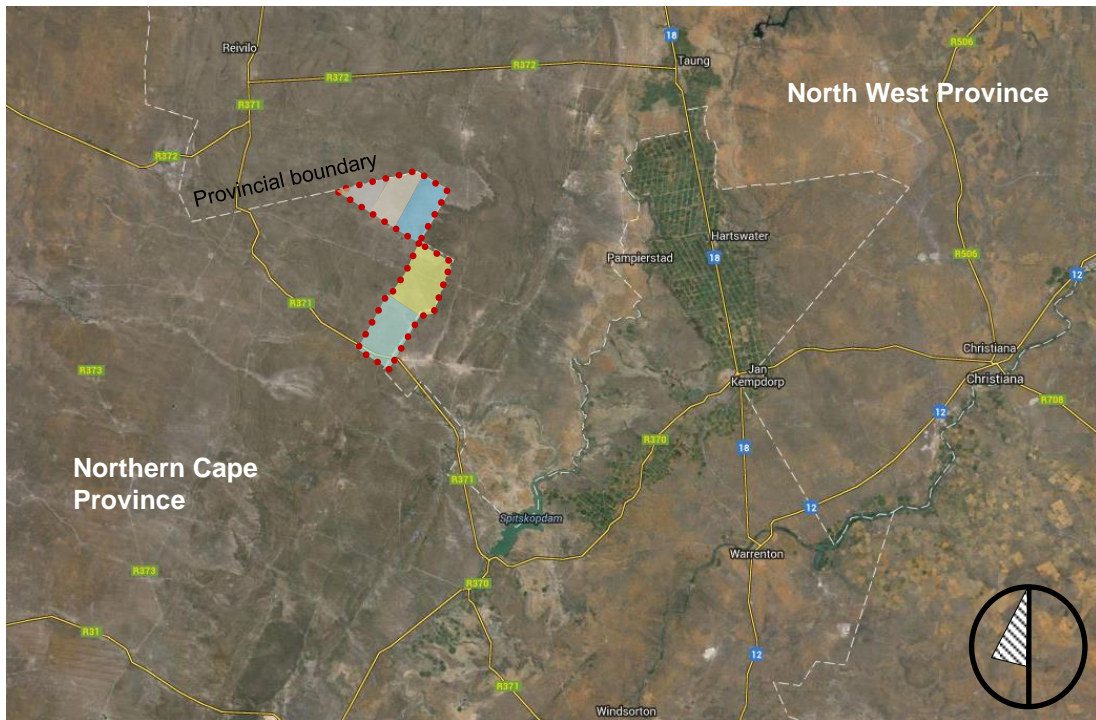 18
R506
Reivilo
Taung
R372
R372
North West Province
R371
R372
Provincial boundary
Hartswater
Pampierstad
18
R506
12
R371
Christiana
Jan
Kempdorp
Christiana
R373
R708
12
R370
18
Northern Cape
Province
R371
12
Spitskopdam
Warrenton
R373
R370
R31
12
R371
Windsorton